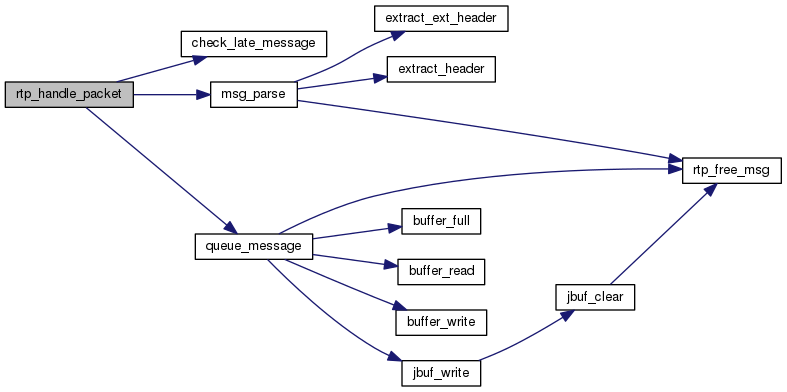 extract_ext_header
check_late_message
extract_header
rtp_handle_packet
msg_parse
rtp_free_msg
buffer_full
queue_message
buffer_read
jbuf_clear
buffer_write
jbuf_write